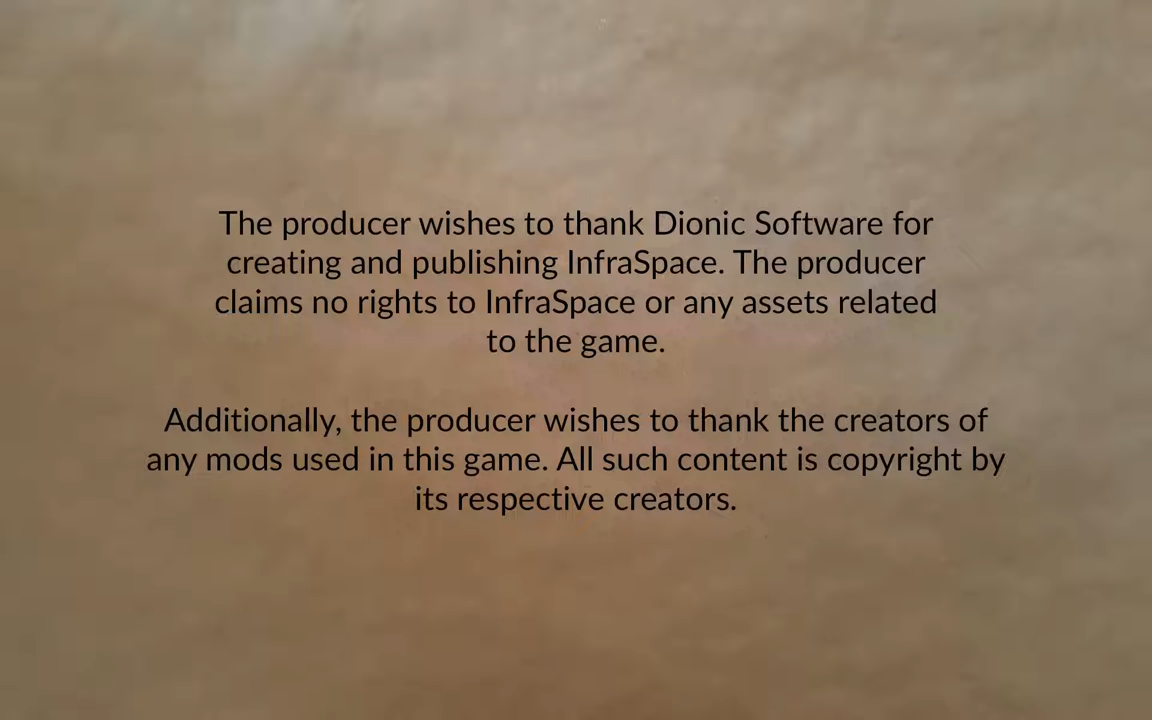 The producer wishes to thank Dionic Software for
creating and publishing InfraSpace. The producer
claims no rights to InfraSpace or any assets related
to the game.
Additionally, the producer wishes to thank the creators of
any mods used in this game. All such content is copyright by
its respective creators.